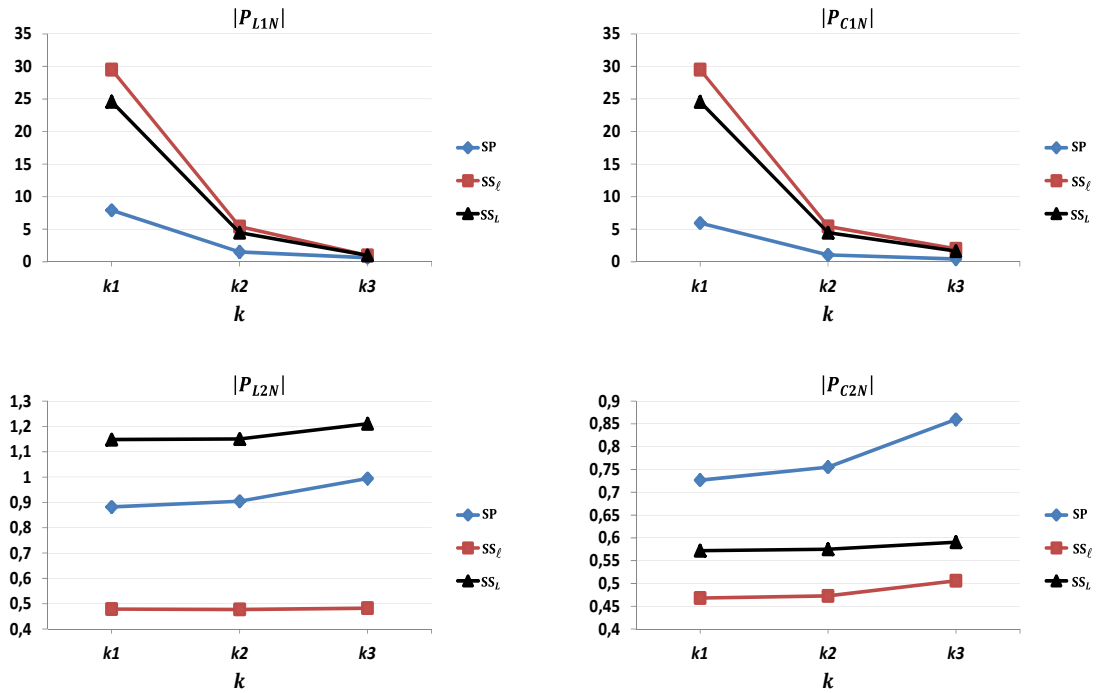 |P_{L1N}|
35
30
25
20
15
10
5
0
k1 k2 k3
k
SP
SS_ℓ
SS_L
|P_{C1N}|
35
30
25
20
15
10
5
0
k1 k2 k3
k
SP
SS_ℓ
SS_L
|P_{L2N}|
1,3
1,2
1,1
1
0,9
0,8
0,7
0,6
0,5
0,4
k1 k2 k3
k
SP
SS_ℓ
SS_L
|P_{C2N}|
0,9
0,85
0,8
0,75
0,7
0,65
0,6
0,55
0,5
0,45
0,4
k1 k2 k3
k
SP
SS_ℓ
SS_L